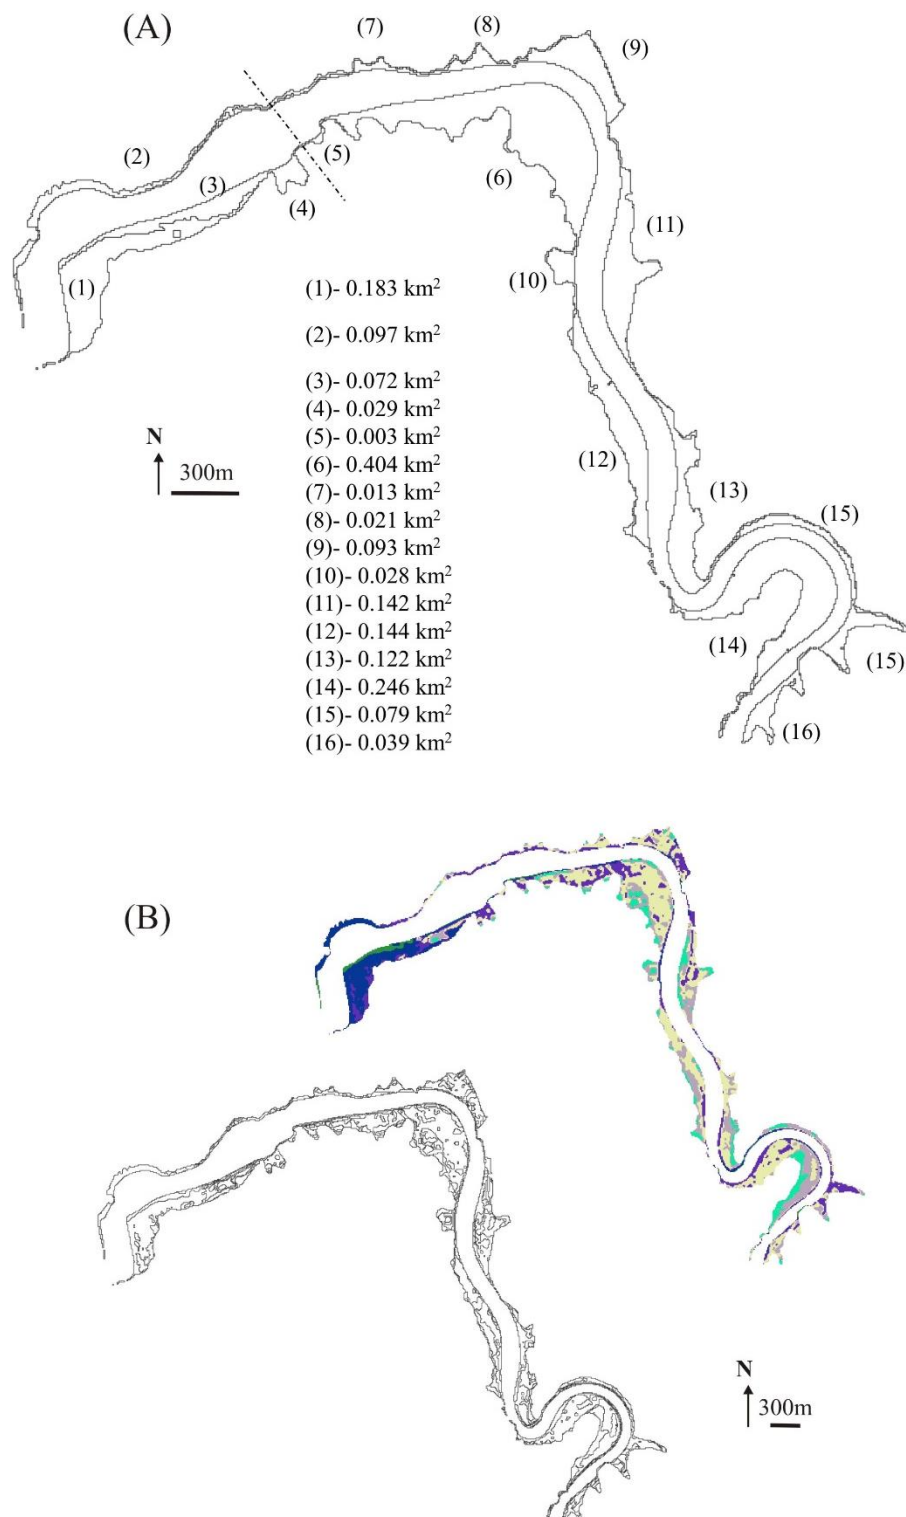 (A)
(7)
(8)
(9)
(2)
(3)
(5)
(4)
(6)
(11)
(1)
(10)
(1)- 0.183 km²
(2)- 0.097 km²
(3)- 0.072 km²
(4)- 0.029 km²
(5)- 0.003 km²
(6)- 0.404 km²
(7)- 0.013 km²
(8)- 0.021 km²
(9)- 0.093 km²
(10)- 0.028 km²
(11)- 0.142 km²
(12)- 0.144 km²
(13)- 0.122 km²
(14)- 0.246 km²
(15)- 0.079 km²
(16)- 0.039 km²
N
300m
(12)
(13)
(15)
(14)
(15)
(16)
(B)
N
300m